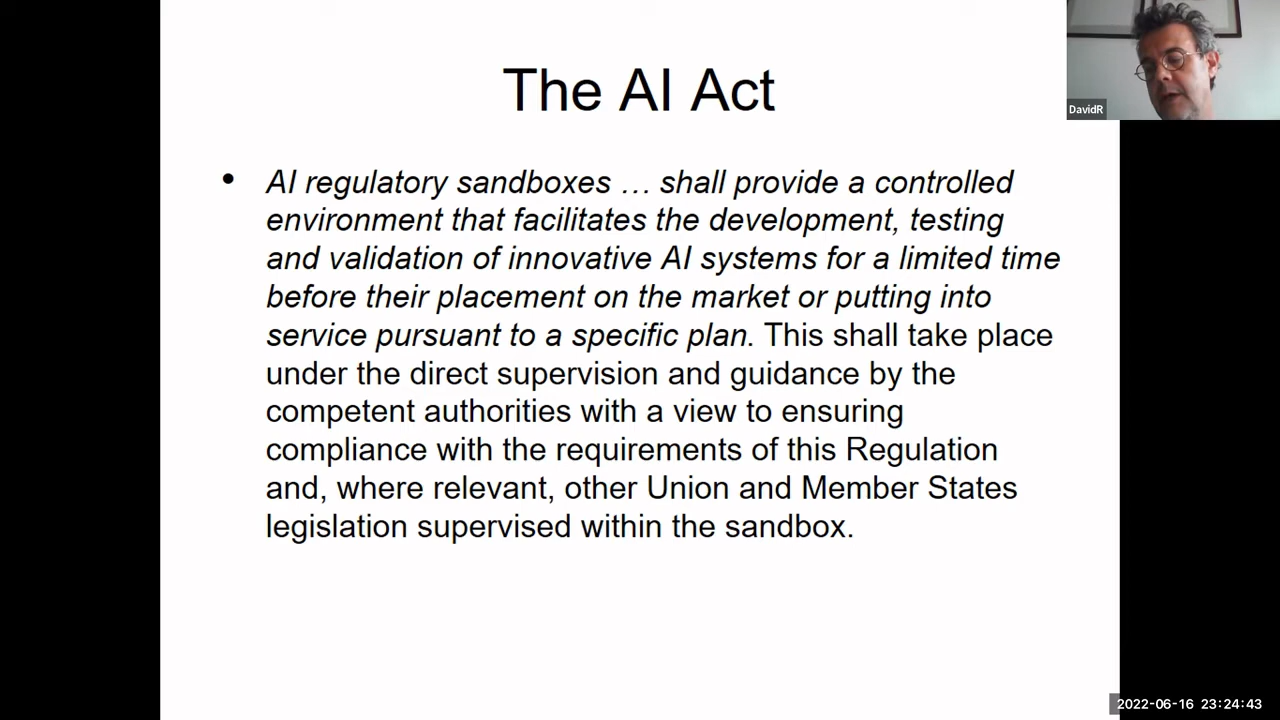 The AI Act
DavidR
• AI regulatory sandboxes … shall provide a controlled
environment that facilitates the development, testing
and validation of innovative AI systems for a limited time
before their placement on the market or putting into
service pursuant to a specific plan. This shall take place
under the direct supervision and guidance by the
competent authorities with a view to ensuring
compliance with the requirements of this Regulation
and, where relevant, other Union and Member States
legislation supervised within the sandbox.
2022-06-16 23:24:43